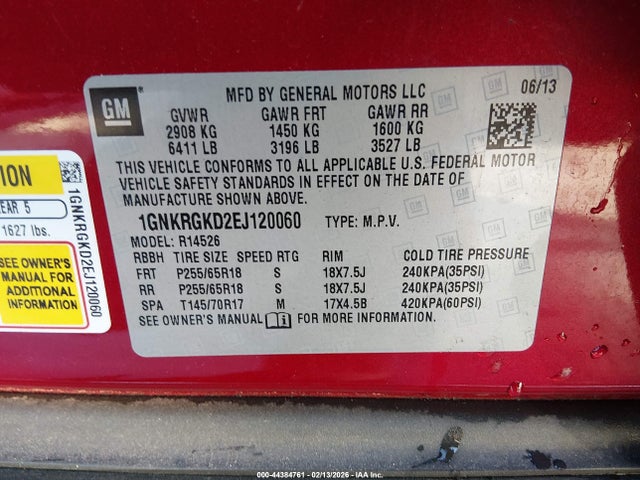 GM
MFD BY GENERAL MOTORS LLC
06/13
GVWR GAWR FRT GAWR RR
2908 KG 1450 KG 1600 KG
6411 LB 3196 LB 3527 LB
THIS VEHICLE CONFORMS TO ALL APPLICABLE U.S. FEDERAL MOTOR
VEHICLE SAFETY STANDARDS IN EFFECT ON THE DATE OF
MANUFACTURE SHOWN ABOVE.
1GNKRGKD2EJ120060 TYPE: M.P.V.
MODEL: R14526
RBBH TIRE SIZE SPEED RTG RIM COLD TIRE PRESSURE
FRT P255/65R18 S 18X7.5J 240KPA(35PSI)
RR P255/65R18 S 18X7.5J 240KPA(35PSI)
SPA T145/70R17 M 17X4.5B 420KPA(60PSI)
SEE OWNER'S MANUAL FOR MORE INFORMATION.
EAR 5
1627 lbs.
SEE OWNER'S
MANUAL FOR
ADDITIONAL
INFORMATION
1GNKRGKD2EJ120060
000-44384761 - 02/13/2026 - IAA Inc.